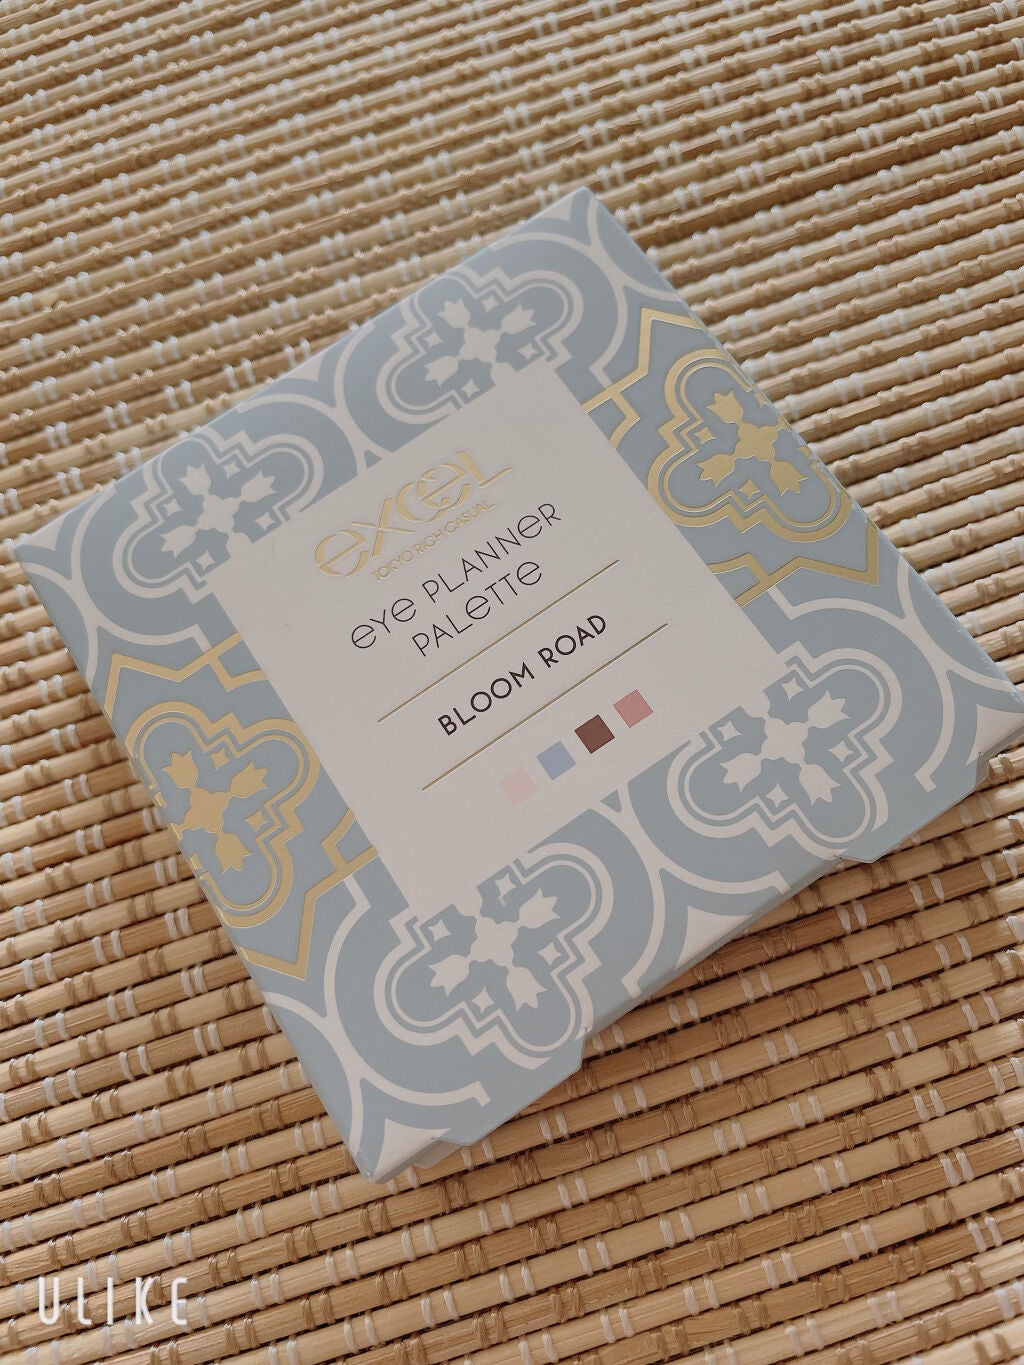 excel
TOKYO RICH CASUAL
eYe PLANNER
PALeTTe
BLOOM ROAD
ULIKE